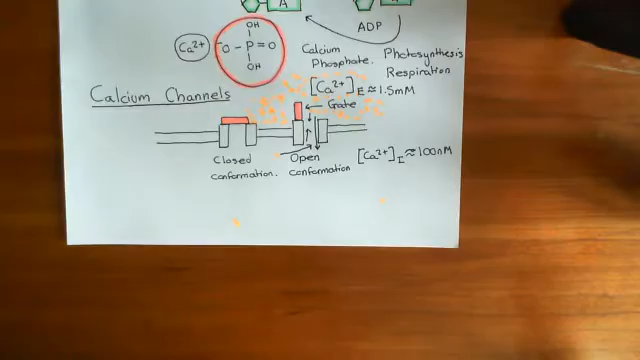 A
ADP
OH
Ca²⁺
⁻O – P = O
OH
Calcium
Phosphate.
Photosynthesis
Respiration
[Ca²⁺]E ≈ 1.5mM
Calcium Channels
Gate
Closed
conformation.
Open
conformation
[Ca²⁺]I ≈ 100nM